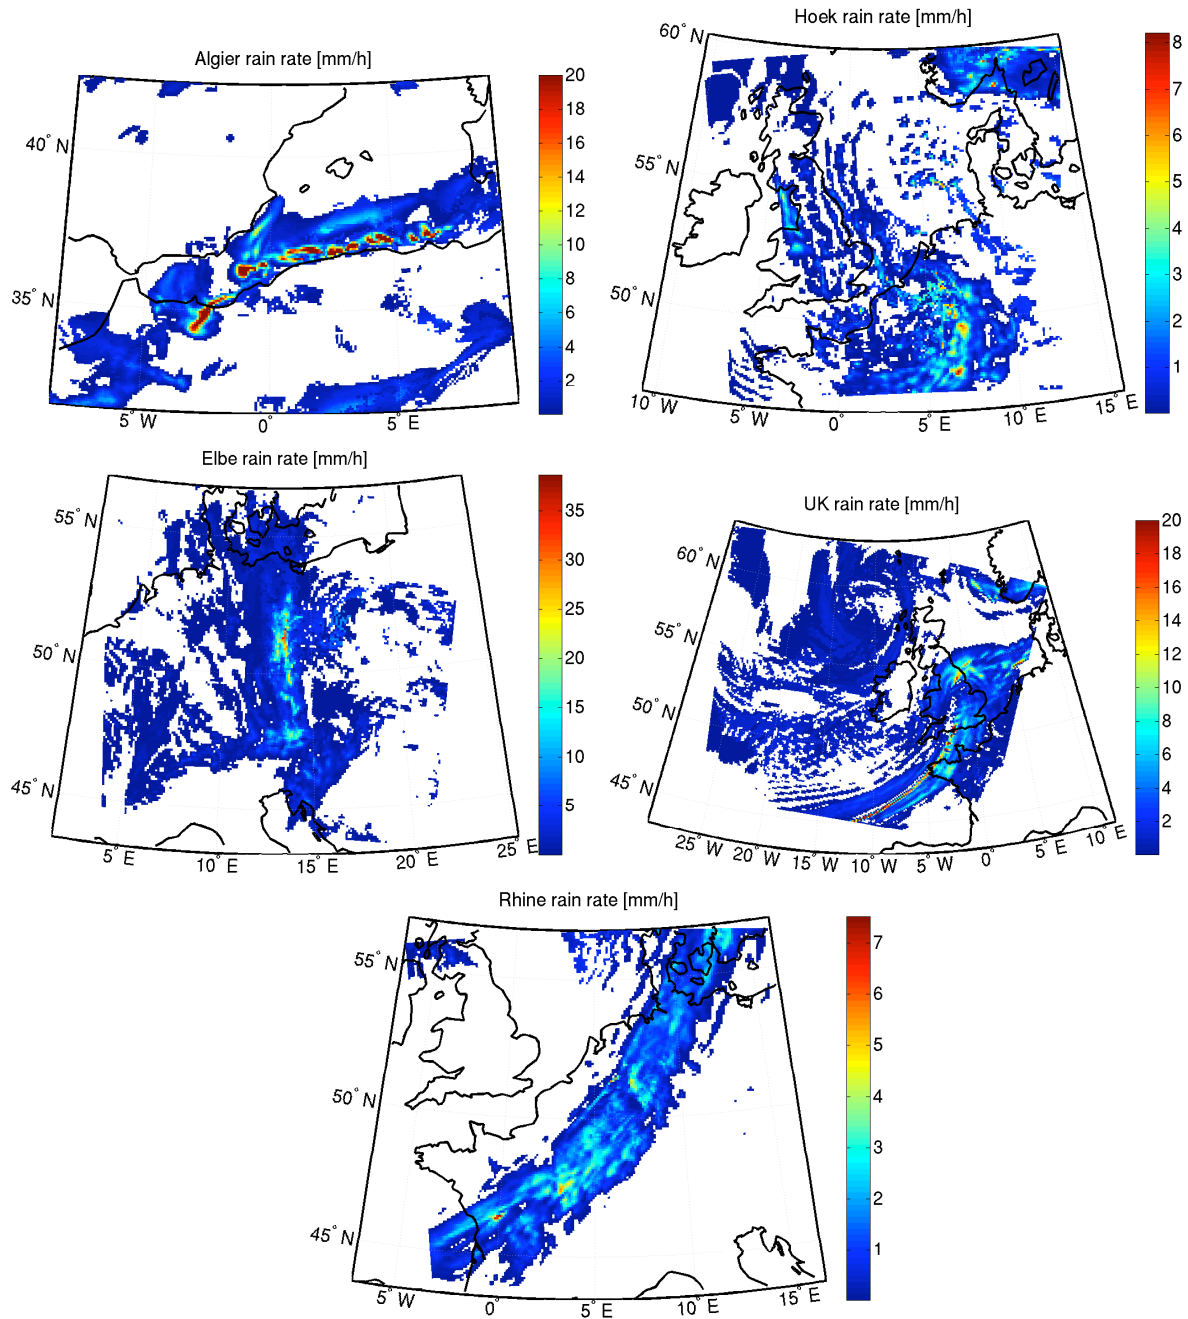 Algier rain rate [mm/h]
40° N
35° N
5° W
0°
5° E
20
18
16
14
12
10
8
6
4
2
Hoek rain rate [mm/h]
60° N
55° N
50° N
10° W
5° W
0°
5° E
10° E
15° E
8
7
6
5
4
3
2
1
Elbe rain rate [mm/h]
55° N
50° N
45° N
5° E
10° E
15° E
20° E
25° E
35
30
25
20
15
10
5
UK rain rate [mm/h]
60° N
55° N
50° N
45° N
25° W
20° W
15° W
10° W
5° W
0°
5° E
10° E
20
18
16
14
12
10
8
6
4
2
Rhine rain rate [mm/h]
55° N
50° N
45° N
5° W
0°
5° E
10° E
15° E
7
6
5
4
3
2
1